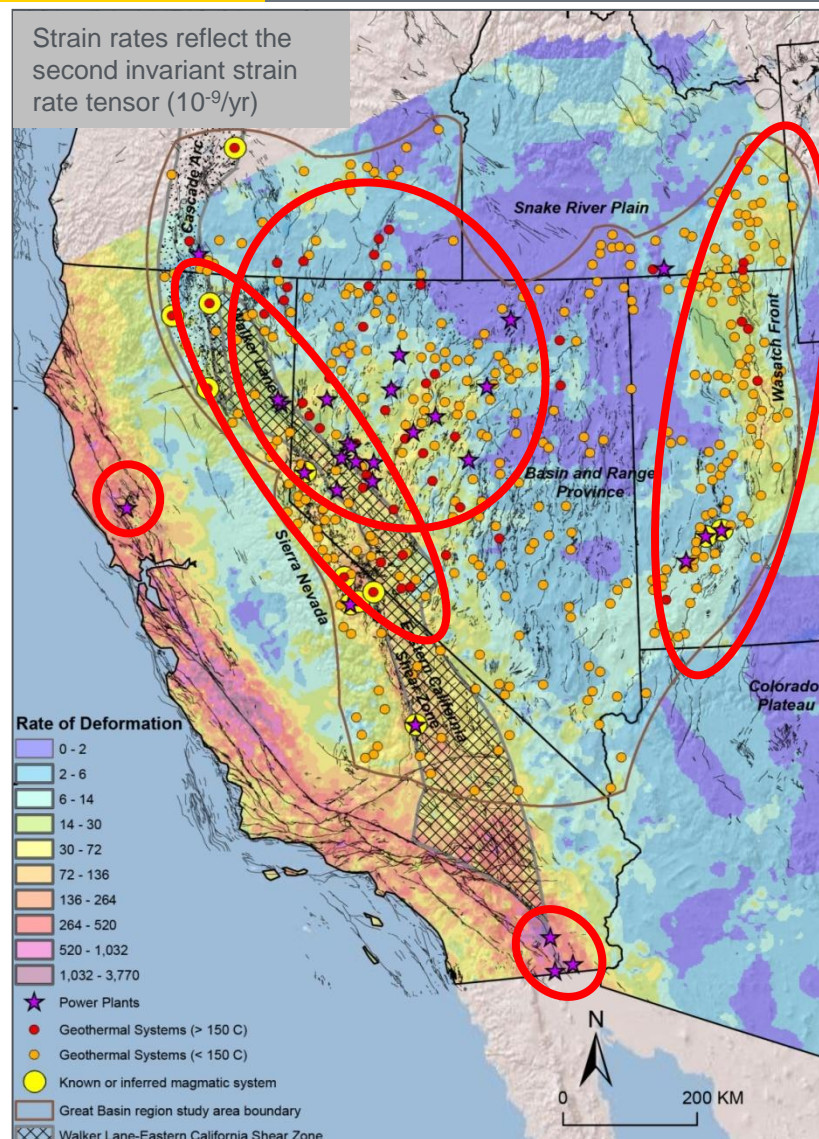 Strain rates reflect the
second invariant strain
rate tensor (10⁻⁹/yr)
Cascade Arc
Snake River Plain
Walker Lane
Wasatch Front
Basin and Range
Province
Sierra Nevada
Eastern California
Shear Zone
Colorado
Plateau
Rate of Deformation
0 - 2
2 - 6
6 - 14
14 - 30
30 - 72
72 - 136
136 - 264
264 - 520
520 - 1,032
1,032 - 3,770
Power Plants
Geothermal Systems (> 150 C)
Geothermal Systems (< 150 C)
Known or inferred magmatic system
Great Basin region study area boundary
Walker Lane-Eastern California Shear Zone
N
0 200 KM